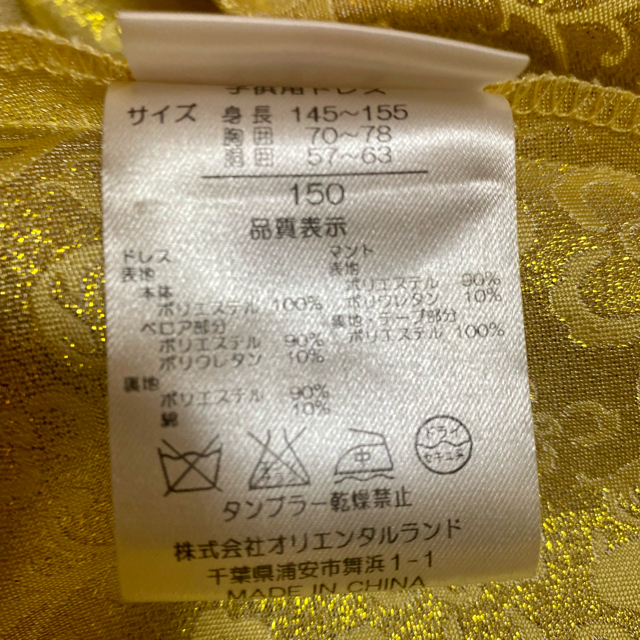 子供用ドレス
サイズ 身長 145〜155
胸囲 70〜78
胴囲 57〜63
150
品質表示
ドレス
表地
本体
ポリエステル 100%
ベロア部分
ポリエステル 90%
ポリウレタン 10%
裏地
ポリエステル 90%
綿 10%
マント
表地
ポリエステル 90%
ポリウレタン 10%
裏地・テープ部分
ポリエステル 100%
中
ドライ
タンブラー乾燥禁止
株式会社オリエンタルランド
千葉県浦安市舞浜1-1
MADE IN CHINA